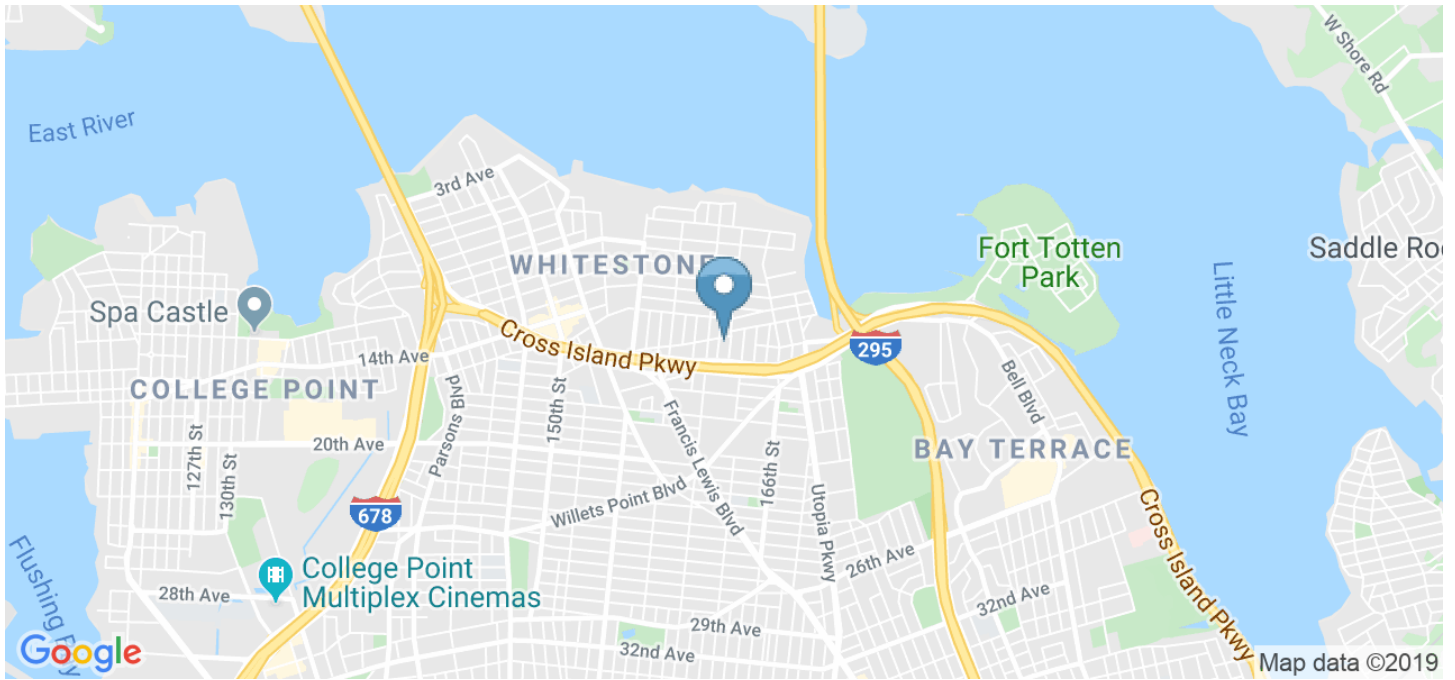 W Shore Rd
East River
3rd Ave
Fort Totten
Park
Saddle Roc
WHITESTONE
Little Neck Bay
Spa Castle
Cross Island Pkwy
295
14th Ave
COLLEGE POINT
Parsons Blvd
150th St
Francis Lewis Blvd
166th St
Bell Blvd
BAY TERRACE
20th Ave
127th St
130th St
Willets Point Blvd
Utopia Pkwy
678
Cross Island Pkwy
26th Ave
Flushing Bay
College Point
Multiplex Cinemas
28th Ave
32nd Ave
29th Ave
32nd Ave
Google
Map data ©2019